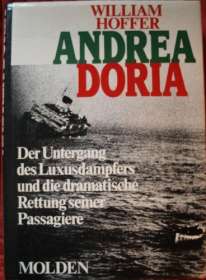 WILLIAM
HOFFER
ANDREA
DORIA
Der Untergang
des Luxusdampfers
und die dramatische
Rettung seiner
Passagiere
MOLDEN